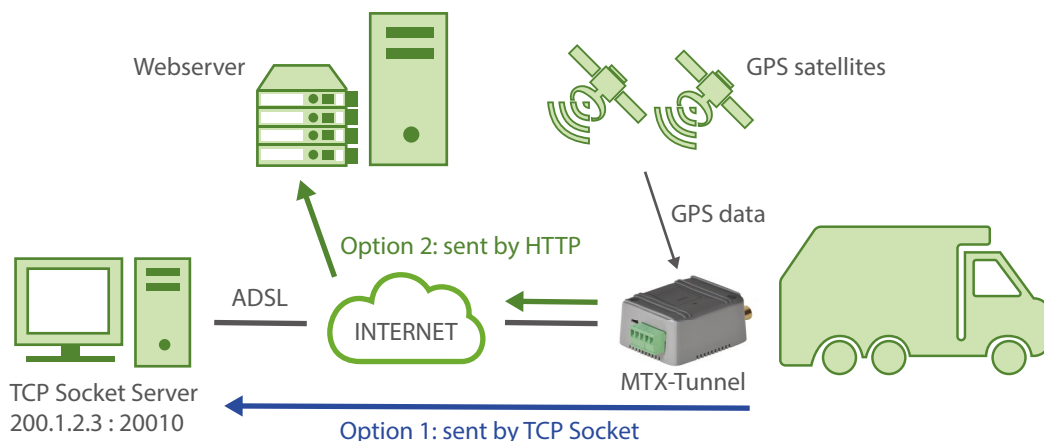 Webserver
GPS satellites
GPS data
Option 2: sent by HTTP
ADSL
INTERNET
MTX-Tunnel
TCP Socket Server
200.1.2.3 : 20010
Option 1: sent by TCP Socket